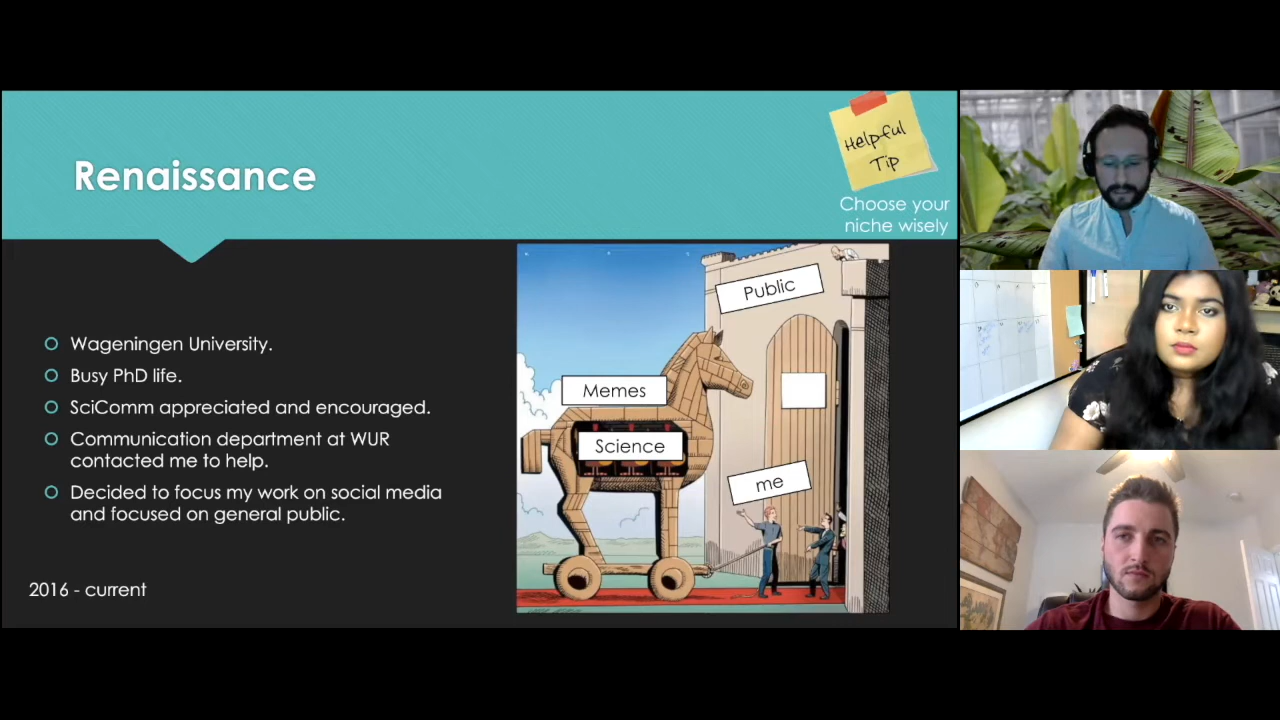 Renaissance
Helpful
Tip
Choose your
niche wisely
Wageningen University.
Busy PhD life.
SciComm appreciated and encouraged.
Communication department at WUR
contacted me to help.
Decided to focus my work on social media
and focused on general public.
2016 - current
Public
Memes
Science
me